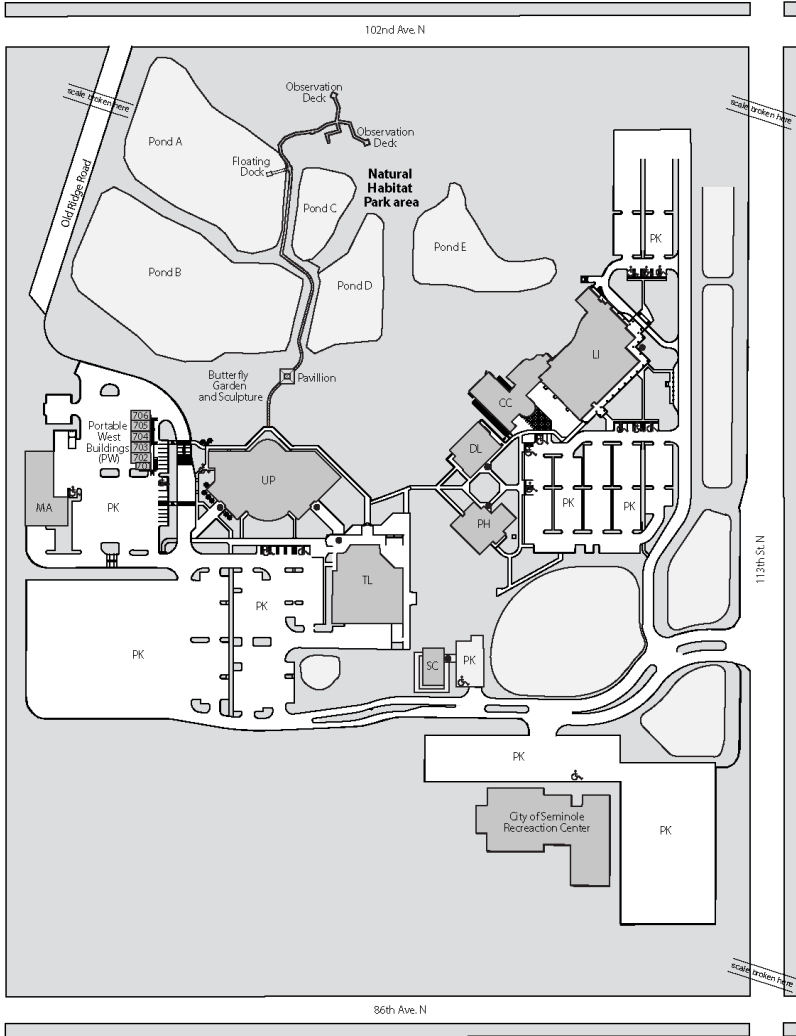 102nd Ave. N
scale broken here
scale broken here
Observation
Deck
Observation
Deck
Pond A
Floating
Dock
Natural
Habitat
Park area
Old Ridge Road
Pond C
PK
Pond E
Pond B
Pond D
LI
Butterfly
Garden
and Sculpture
Pavillion
CC
706
705
704
703
702
701
Portable
West
Buildings
(PW)
DL
UP
MA
PK
PK
PK
PH
113th St. N
TL
PK
PK
SC
PK
PK
City of Seminole
Recreaction Center
PK
scale broken here
86th Ave. N